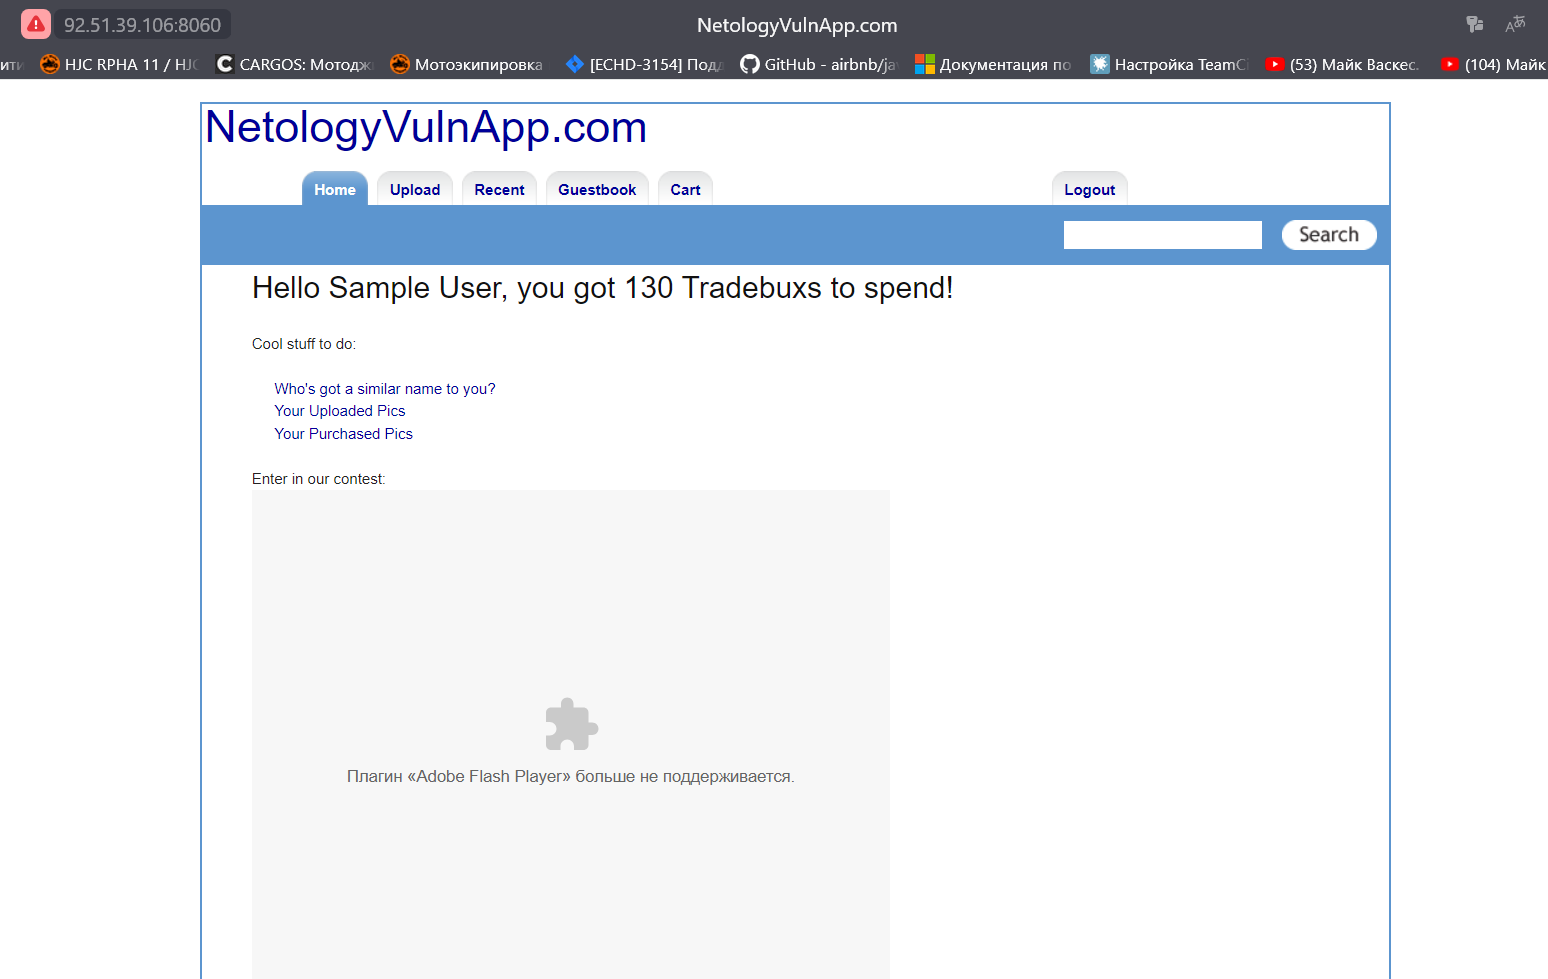 92.51.39.106:8060
NetologyVulnApp.com
HJC RPHA 11 / HJC
CARGOS: Мотодж
Мотоэкипировка
[ECHD-3154] Подд
GitHub - airbnb/ja
Документация по
Настройка TeamCi
(53) Майк Васкес.
(104) Майк
NetologyVulnApp.com
Home Upload Recent Guestbook Cart Logout
Search
Hello Sample User, you got 130 Tradebuxs to spend!
Cool stuff to do:
Who's got a similar name to you?
Your Uploaded Pics
Your Purchased Pics
Enter in our contest:
Плагин «Adobe Flash Player» больше не поддерживается.